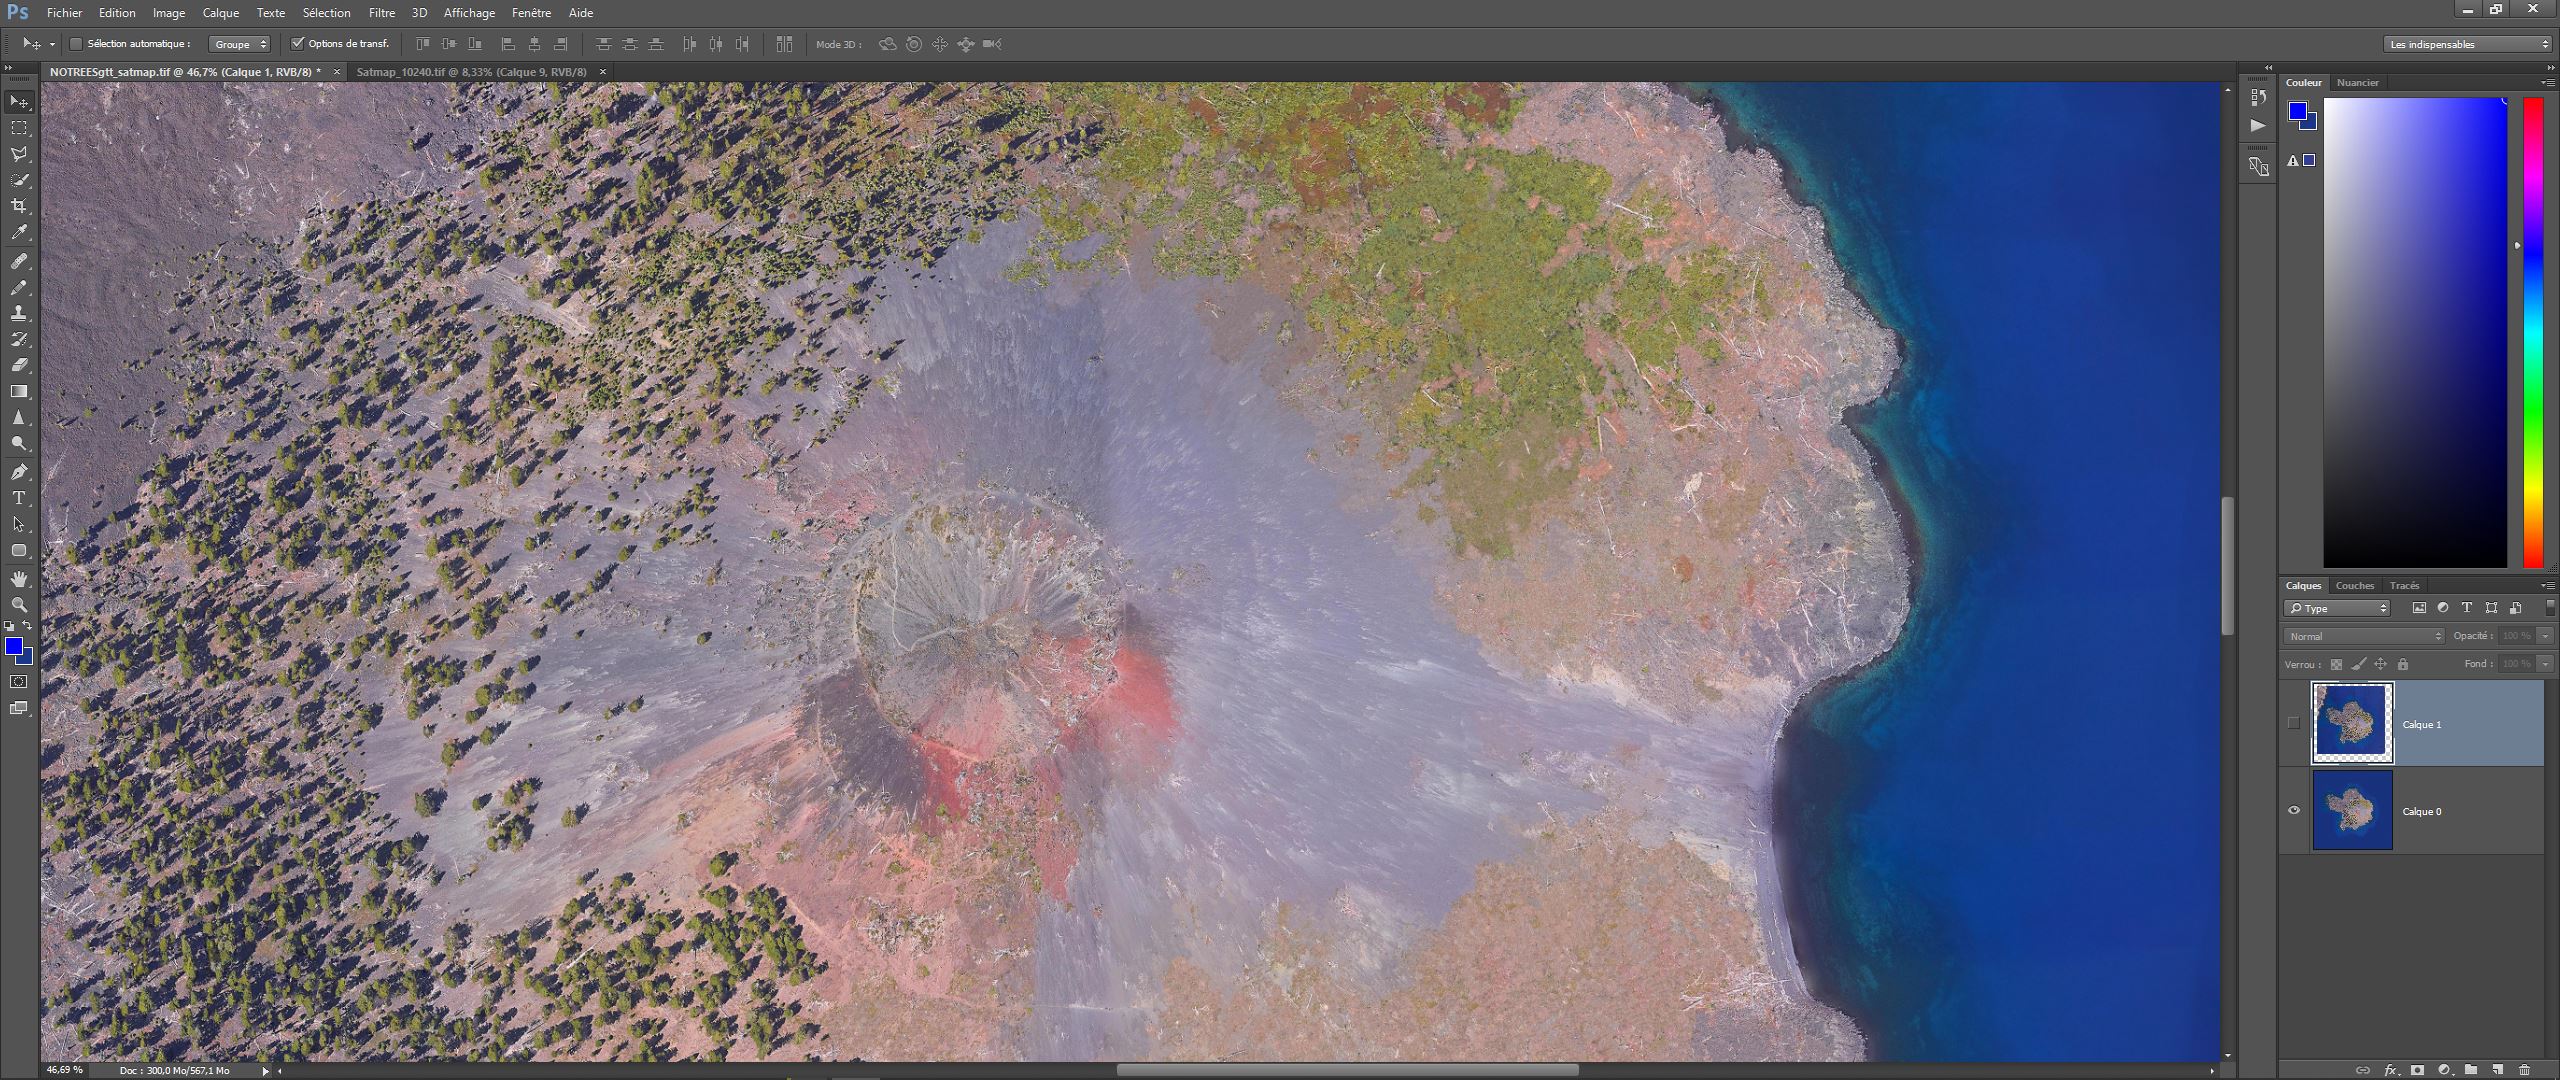 Ps Fichier Edition Image Calque Texte Sélection Filtre 3D Affichage Fenêtre Aide
Sélection automatique : Groupe Options de transf. Mode 3D : Les indispensables
NOTREESgtt_satmap.tif @ 46,7% (Calque 1, RVB/8) * × Satmap_10240.tif @ 8,33% (Calque 9, RVB/8) ×
Couleur Nuancier
Calques Couches Tracés
Type
Normal Opacité : 100 %
Verrou : Fond : 100 %
Calque 1
Calque 0
46,69 % Doc : 300,0 Mo/567,1 Mo
fx